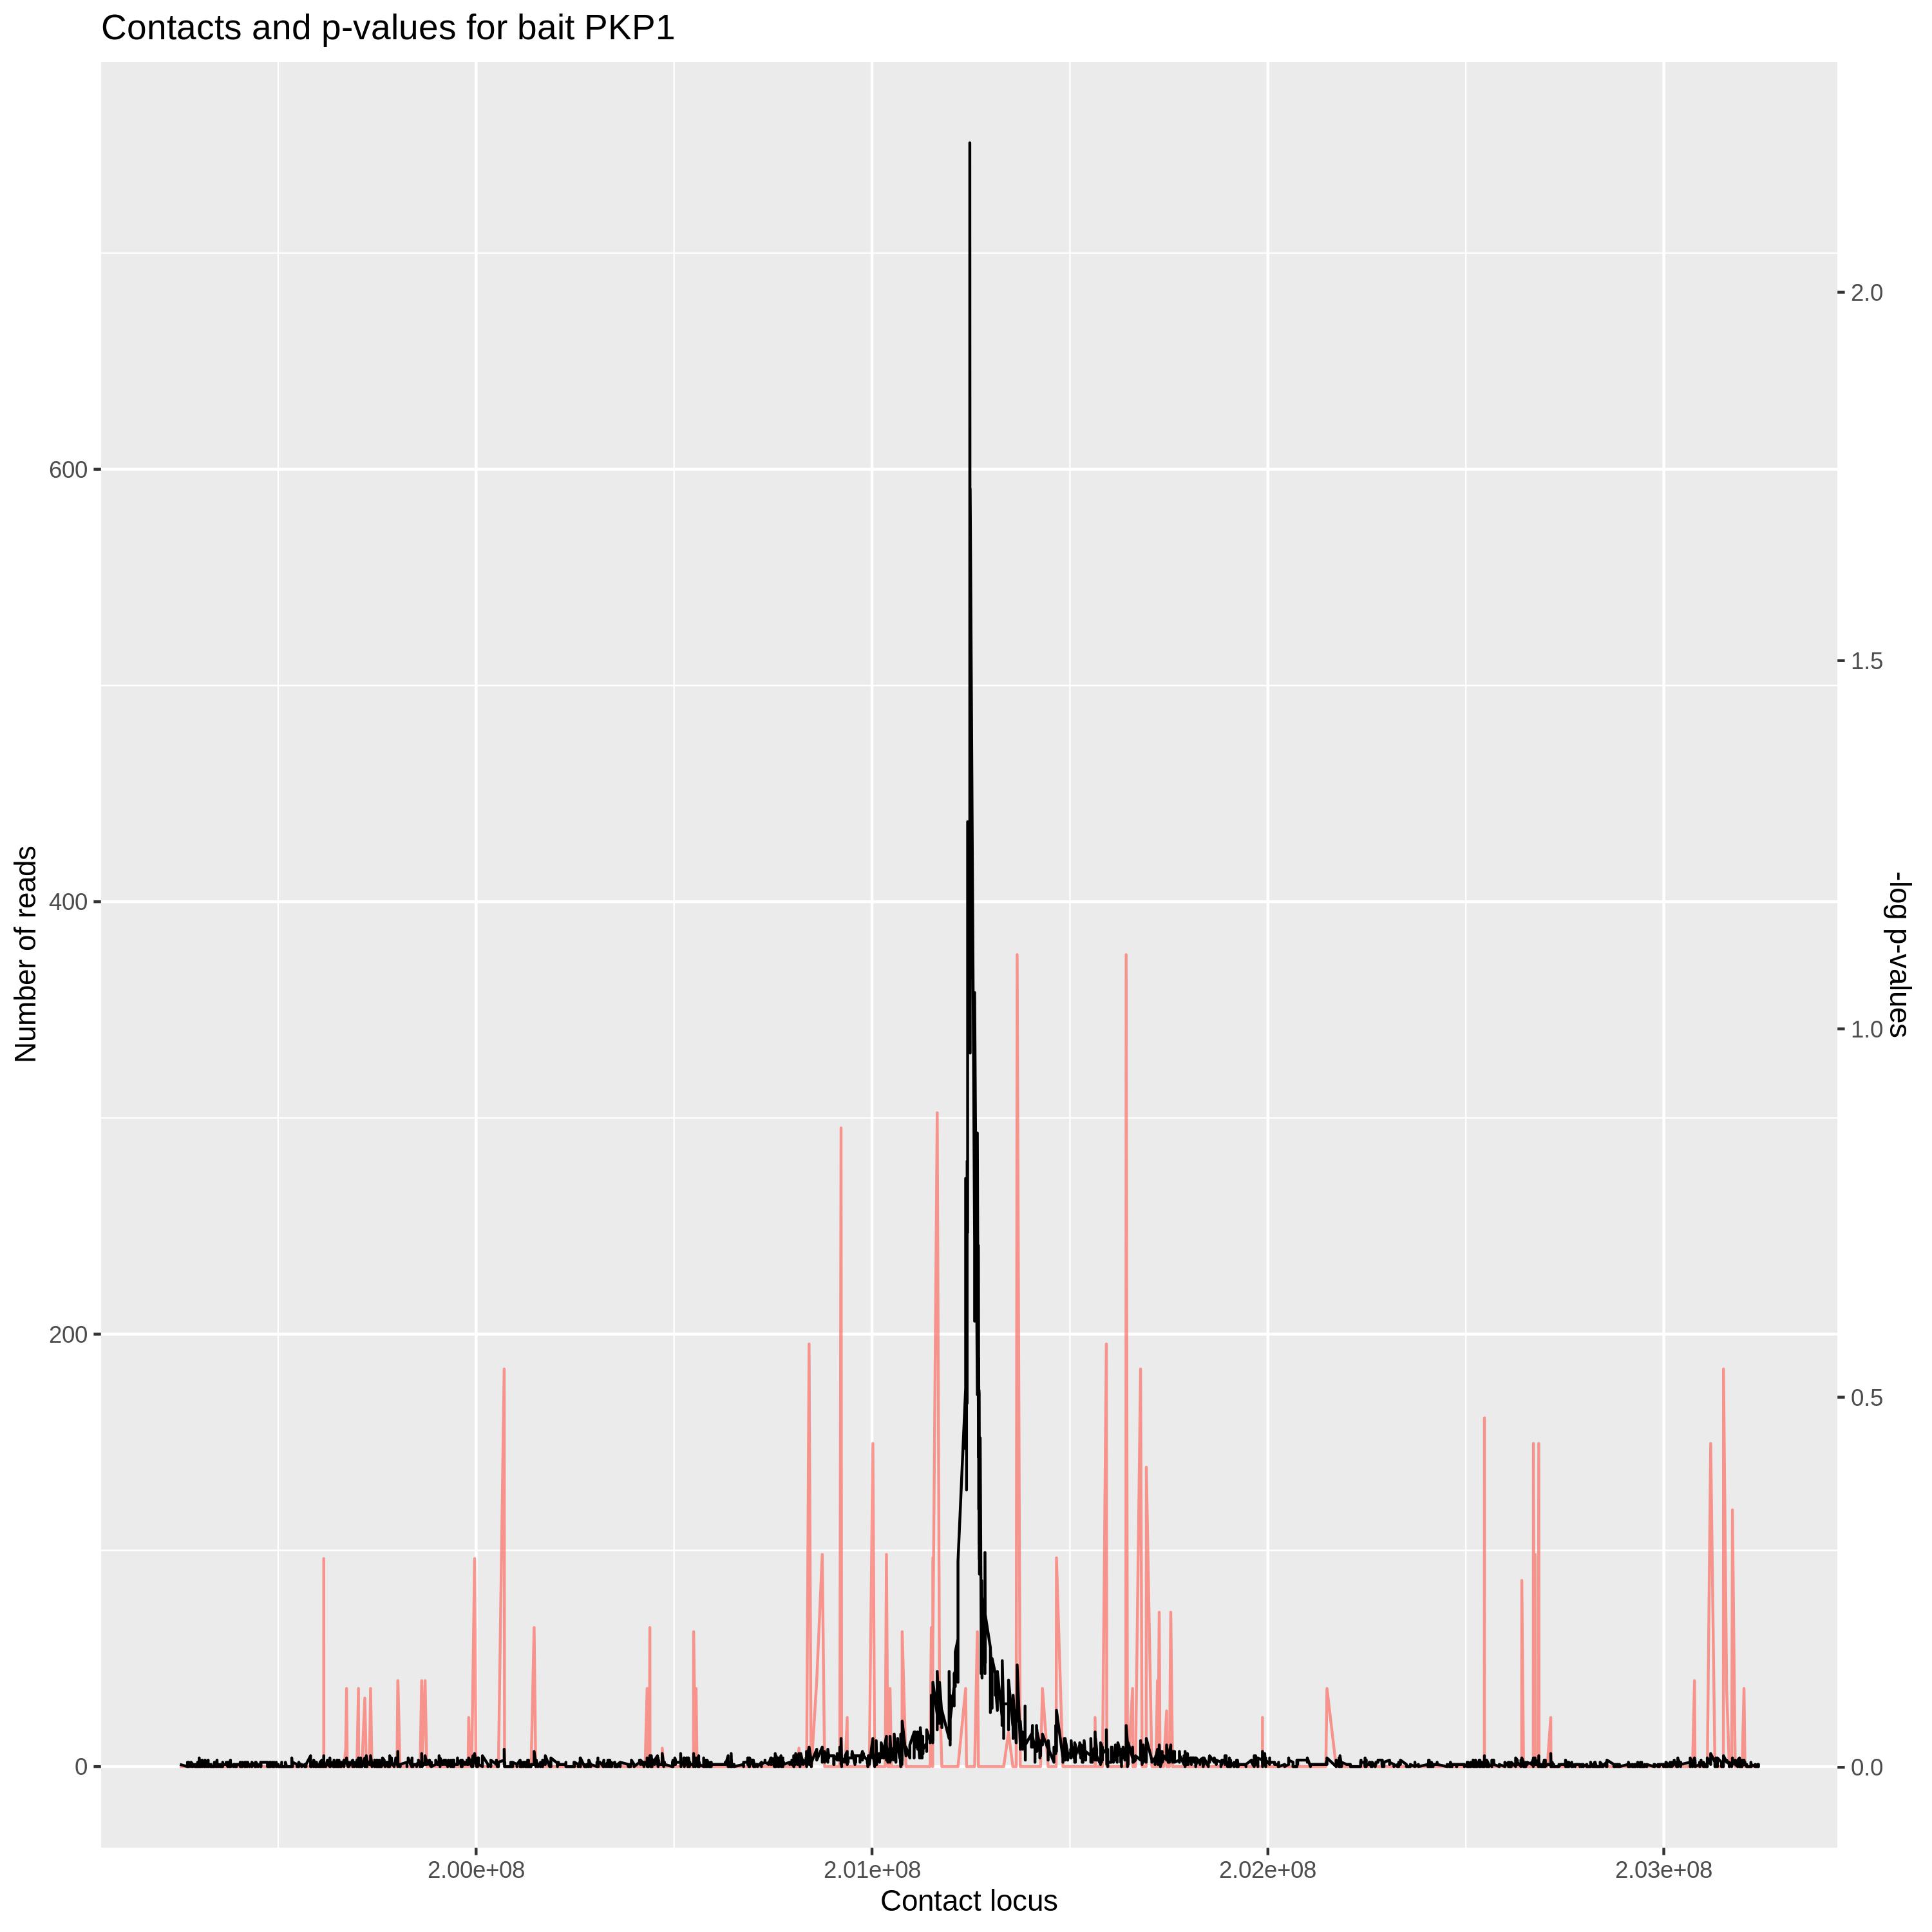 Contacts and p-values for bait PKP1
Number of reads
600
400
200
0
2.0
1.5
1.0
0.5
0.0
-log p-values
2.00e+08
2.01e+08
2.02e+08
2.03e+08
Contact locus